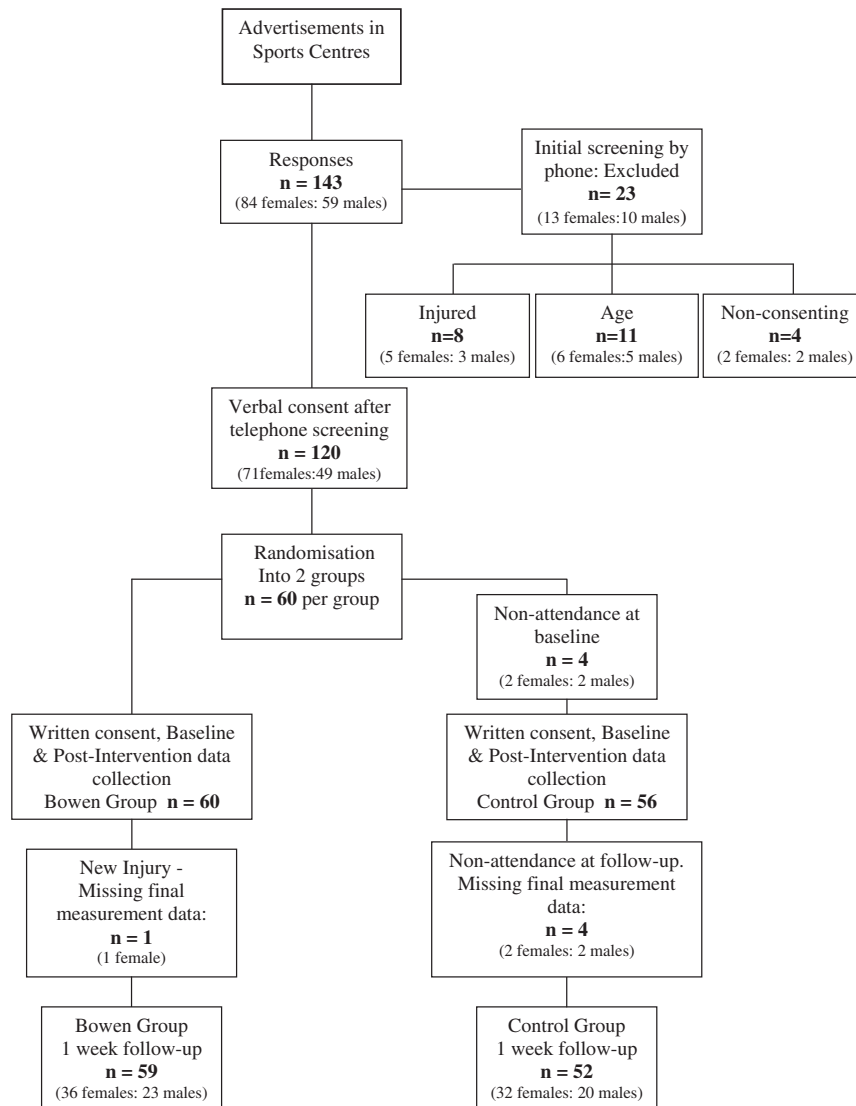 Advertisements in
Sports Centres
Responses
n = 143
(84 females: 59 males)
Initial screening by
phone: Excluded
n= 23
(13 females:10 males)
Injured
n=8
(5 females: 3 males)
Age
n=11
(6 females:5 males)
Non-consenting
n=4
(2 females: 2 males)
Verbal consent after
telephone screening
n = 120
(71females:49 males)
Randomisation
Into 2 groups
n = 60 per group
Non-attendance at
baseline
n = 4
(2 females: 2 males)
Written consent, Baseline
& Post-Intervention data
collection
Bowen Group n = 60
Written consent, Baseline
& Post-Intervention data
collection
Control Group n = 56
New Injury -
Missing final
measurement data:
n = 1
(1 female)
Non-attendance at follow-up.
Missing final measurement
data:
n = 4
(2 females: 2 males)
Bowen Group
1 week follow-up
n = 59
(36 females: 23 males)
Control Group
1 week follow-up
n = 52
(32 females: 20 males)